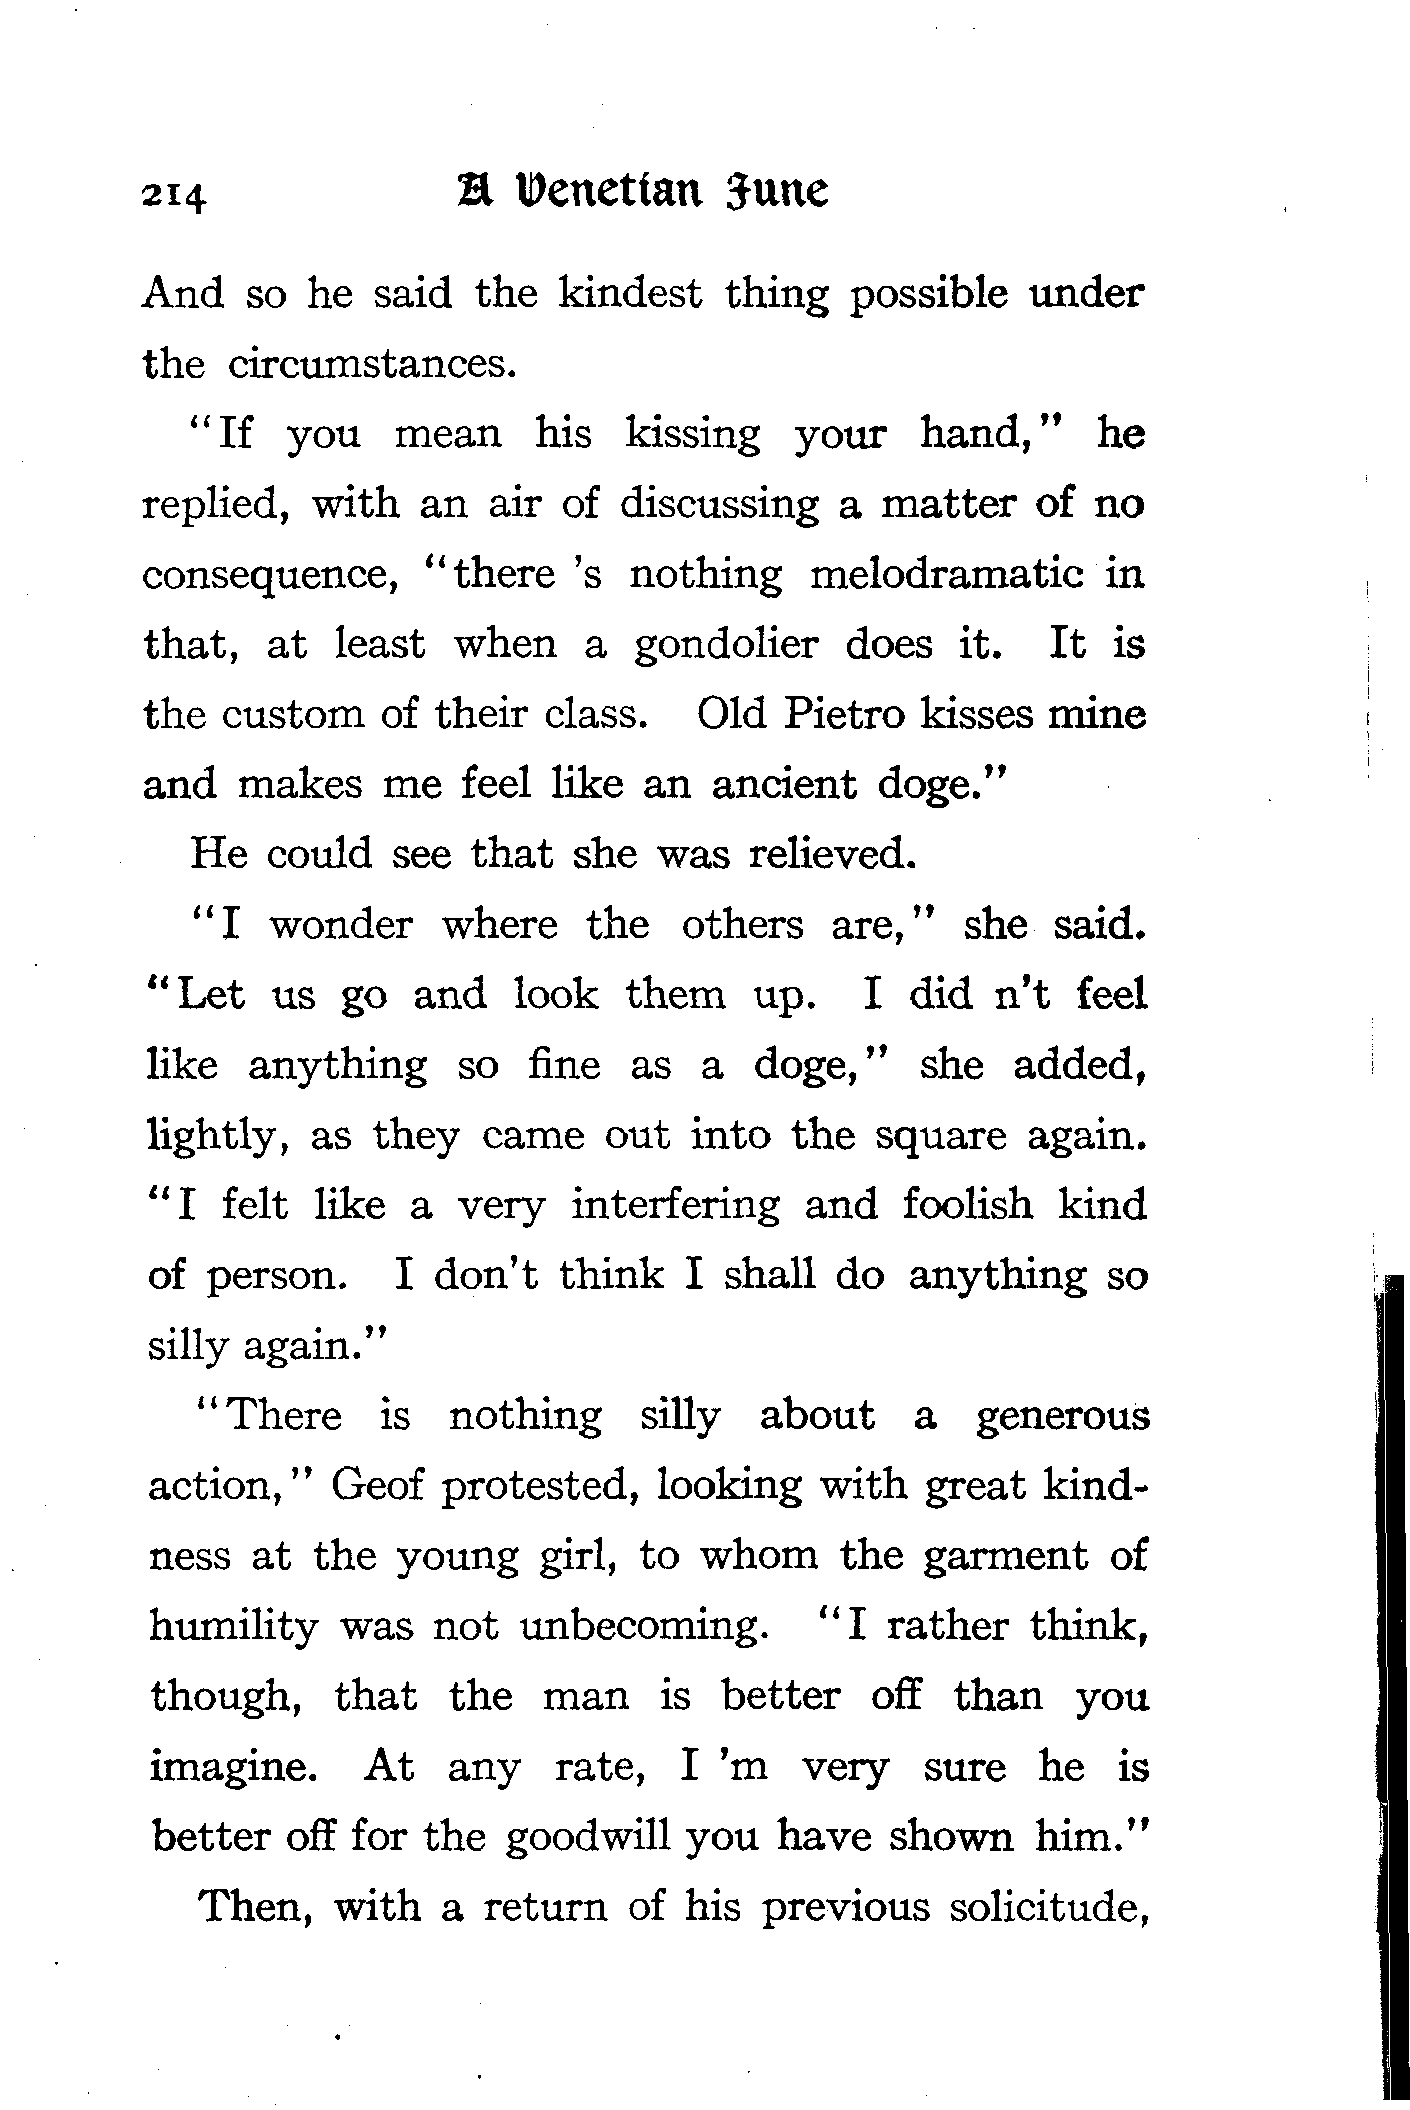 214 A Venetian June
And so he said the kindest thing possible under
the circumstances.
"If you mean his kissing your hand," he
replied, with an air of discussing a matter of no
consequence, "there 's nothing melodramatic in
that, at least when a gondolier does it. It is
the custom of their class. Old Pietro kisses mine
and makes me feel like an ancient doge."
He could see that she was relieved.
"I wonder where the others are," she said.
"Let us go and look them up. I did n't feel
like anything so fine as a doge," she added,
lightly, as they came out into the square again.
"I felt like a very interfering and foolish kind
of person. I don't think I shall do anything so
silly again."
"There is nothing silly about a generous
action," Geof protested, looking with great kind-
ness at the young girl, to whom the garment of
humility was not unbecoming. "I rather think,
though, that the man is better off than you
imagine. At any rate, I 'm very sure he is
better off for the goodwill you have shown him."
Then, with a return of his previous solicitude,